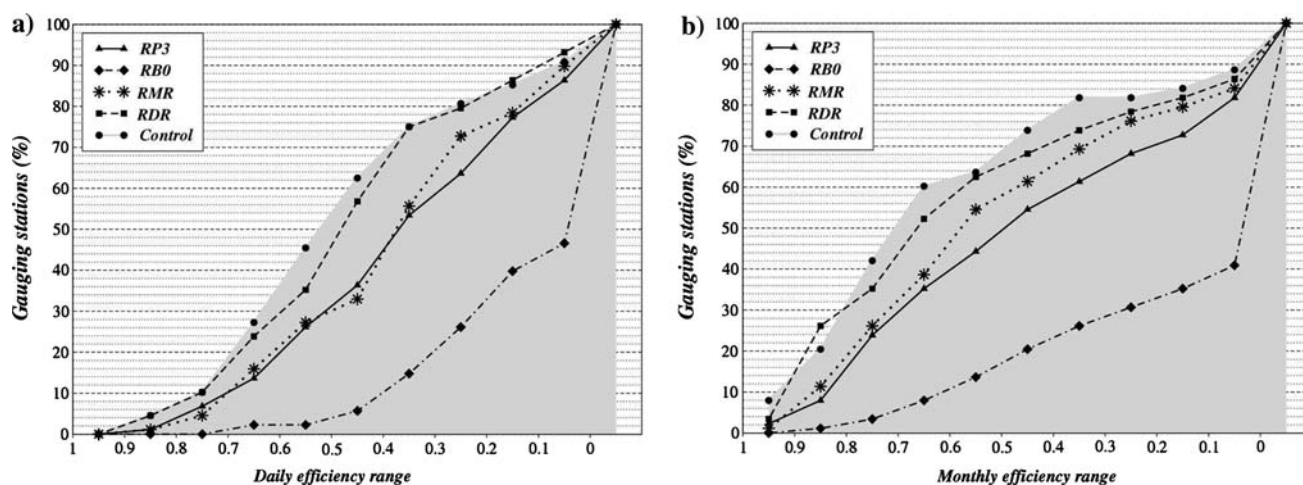 a)
100
90
80
70
60
50
40
30
20
10
0
Gauging stations (%)
RP3
RB0
RMR
RDR
Control
1 0.9 0.8 0.7 0.6 0.5 0.4 0.3 0.2 0.1 0
Daily efficiency range
b)
100
90
80
70
60
50
40
30
20
10
0
Gauging stations (%)
RP3
RB0
RMR
RDR
Control
1 0.9 0.8 0.7 0.6 0.5 0.4 0.3 0.2 0.1 0
Monthly efficiency range